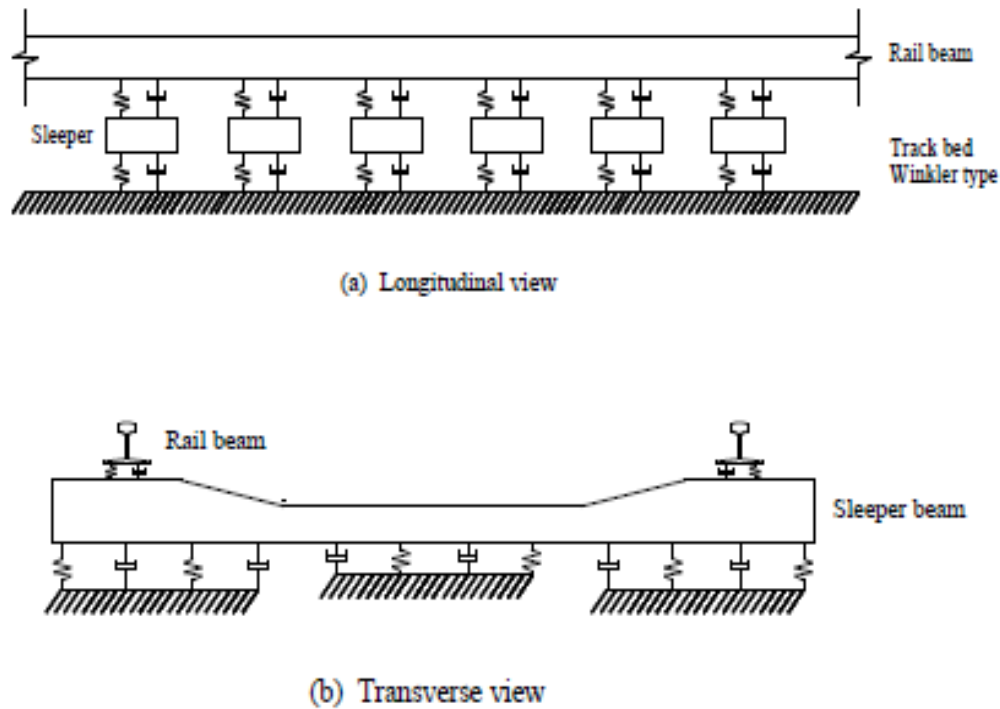 Rail beam
Sleeper
Track bed
Winkler type
(a) Longitudinal view
Rail beam
Sleeper beam
(b) Transverse view